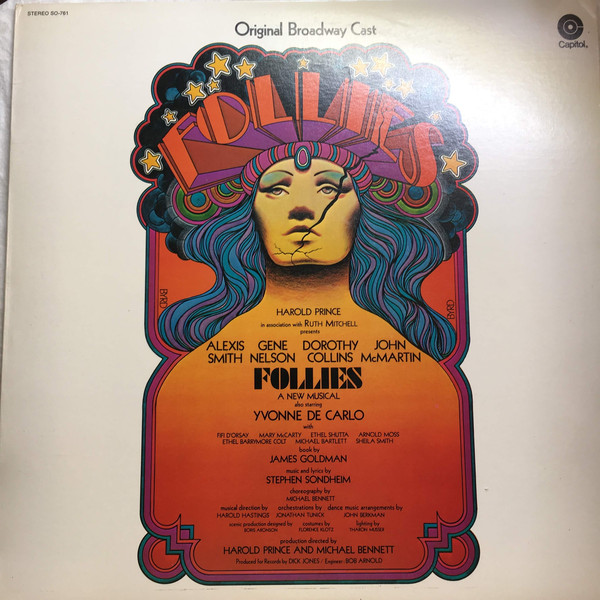 STEREO SO-761
Original Broadway Cast
Capitol®
FOLLIES
BYRD
HAROLD PRINCE
in association with RUTH MITCHELL
presents
ALEXIS GENE DOROTHY JOHN
SMITH NELSON COLLINS McMARTIN
FOLLIES
A NEW MUSICAL
also starring
YVONNE DE CARLO
with
FIFI D'ORSAY MARY McCARTY ETHEL SHUTTA ARNOLD MOSS
ETHEL BARRYMORE COLT MICHAEL BARTLETT SHEILA SMITH
book by
JAMES GOLDMAN
music and lyrics by
STEPHEN SONDHEIM
choreography by
MICHAEL BENNETT
musical direction by orchestrations by dance music arrangements by
HAROLD HASTINGS JONATHAN TUNICK JOHN BERKMAN
scenic production designed by costumes by lighting by
BORIS ARONSON FLORENCE KLOTZ THARON MUSSER
production directed by
HAROLD PRINCE AND MICHAEL BENNETT
Produced for Records by DICK JONES / Engineer: BOB ARNOLD